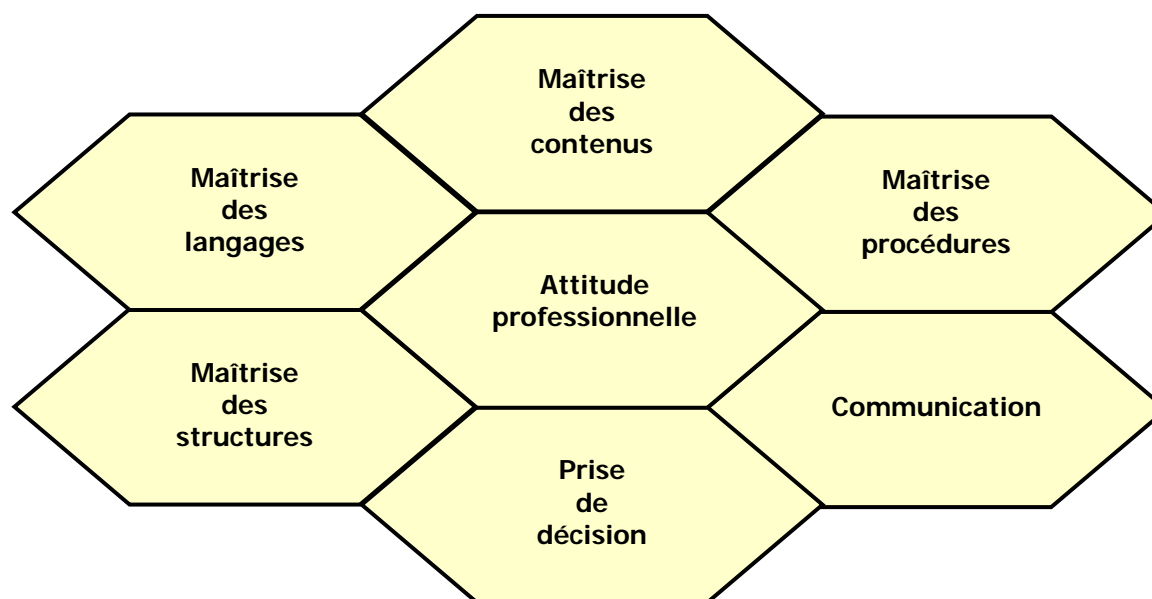 Maîtrise
des
contenus
Maîtrise
des
langages
Maîtrise
des
procédures
Attitude
professionnelle
Maîtrise
des
structures
Communication
Prise
de
décision